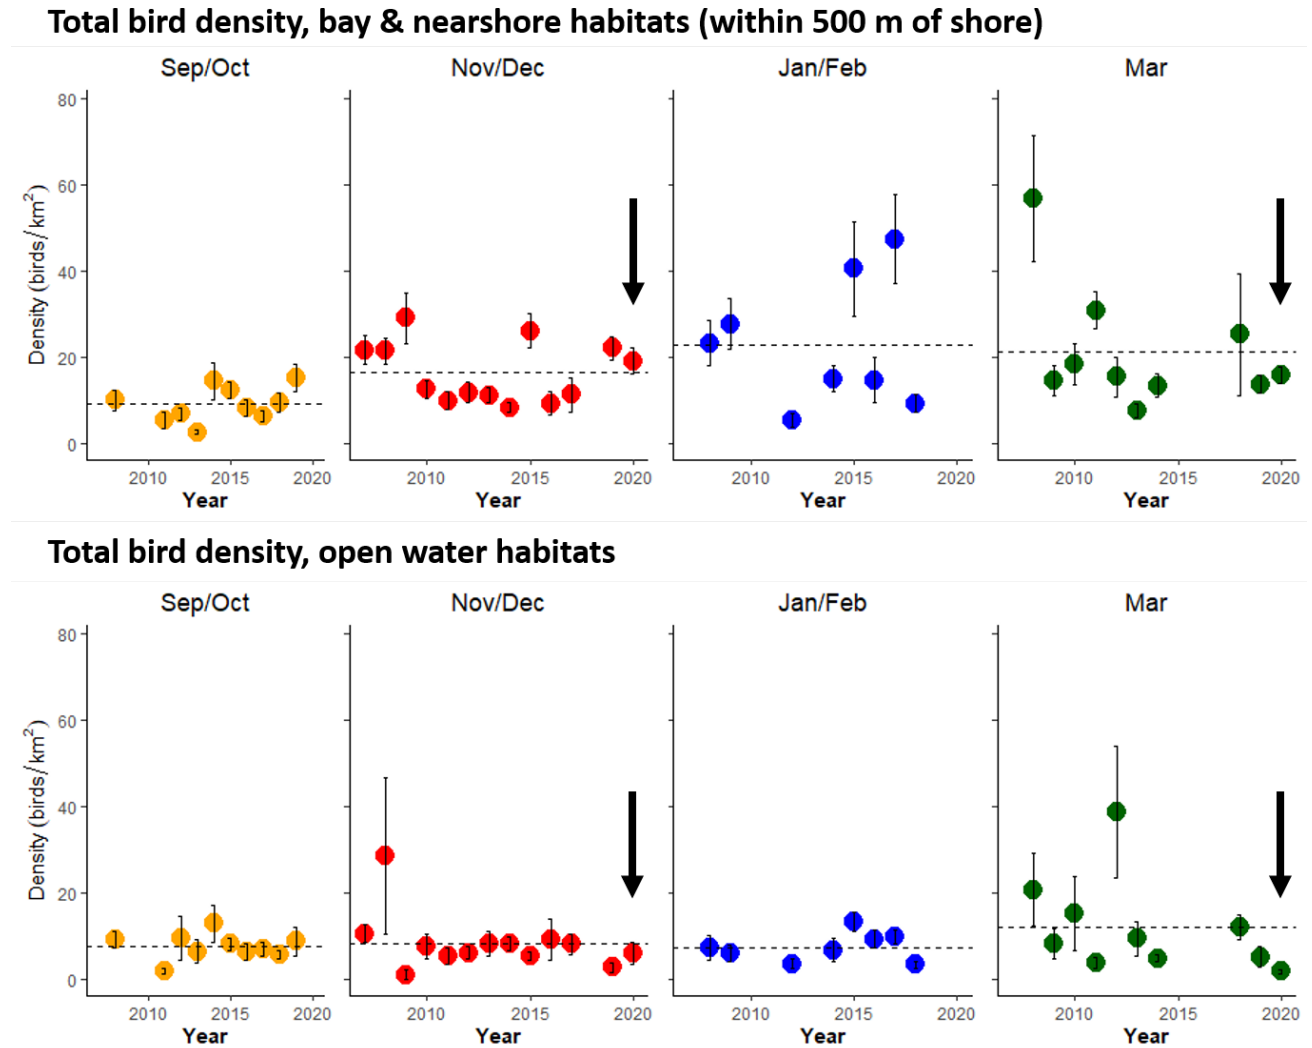 Total bird density, bay & nearshore habitats (within 500 m of shore)
Sep/Oct Nov/Dec Jan/Feb Mar
Density (birds/km²)
80
60
40
20
0
2010 2015 2020 2010 2015 2020 2010 2015 2020 2010 2015 2020
Year Year Year Year
Total bird density, open water habitats
Sep/Oct Nov/Dec Jan/Feb Mar
Density (birds/km²)
80
60
40
20
0
2010 2015 2020 2010 2015 2020 2010 2015 2020 2010 2015 2020
Year Year Year Year